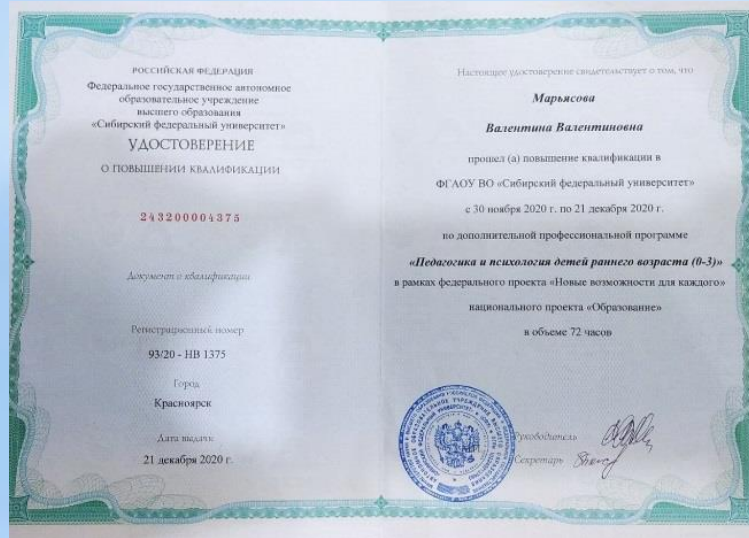 РОССИЙСКАЯ ФЕДЕРАЦИЯ
Федеральное государственное автономное
образовательное учреждение
высшего образования
«Сибирский федеральный университет»
УДОСТОВЕРЕНИЕ
О ПОВЫШЕНИИ КВАЛИФИКАЦИИ
243200004375
Документ о квалификации
Регистрационный номер
93/20 - НВ 1375
Город
Красноярск
Дата выдачи
21 декабря 2020 г.
Настоящее удостоверение свидетельствует о том, что
Марьясова
Валентина Валентиновна
прошел (а) повышение квалификации в
ФГАОУ ВО «Сибирский федеральный университет»
с 30 ноября 2020 г. по 21 декабря 2020 г.
по дополнительной профессиональной программе
«Педагогика и психология детей раннего возраста (0-3)»
в рамках федерального проекта «Новые возможности для каждого»
национального проекта «Образование»
в объеме 72 часов
Руководитель
Секретарь